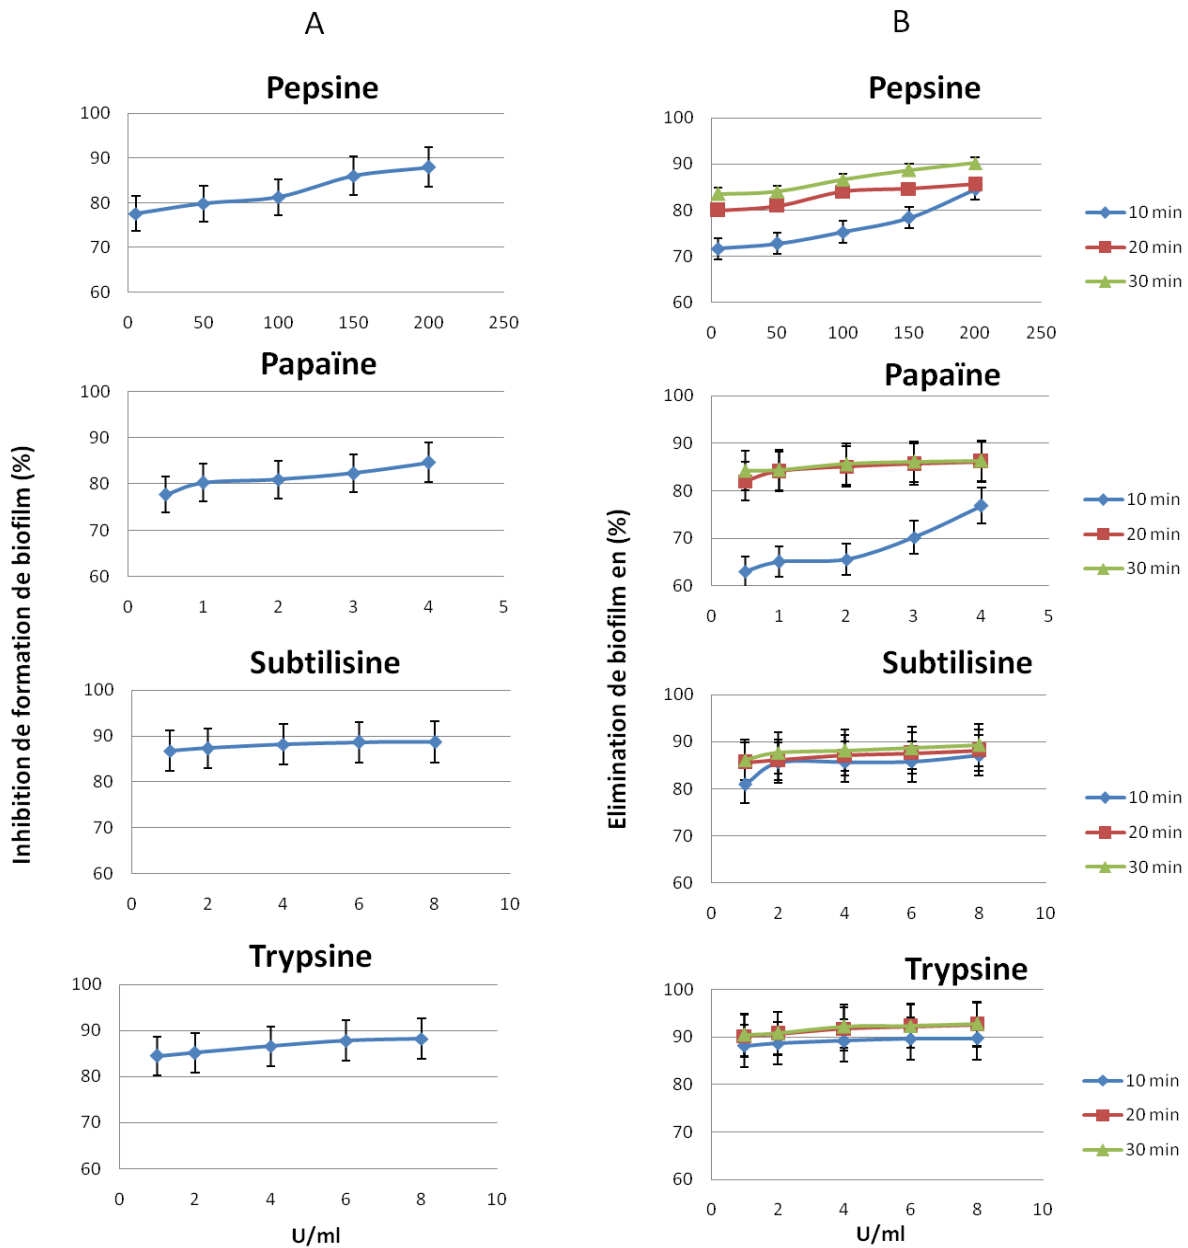 A
B
Inhibition de formation de biofilm (%)
Pepsine
100
90
80
70
60
0 50 100 150 200 250
Papaïne
100
90
80
70
60
0 1 2 3 4 5
Subtilisine
100
90
80
70
60
0 2 4 6 8 10
Trypsine
100
90
80
70
60
0 2 4 6 8
U/ml
Elimination de biofilm en (%)
Pepsine
100
90
80
70
60
0 50 100 150 200 250
10 min
20 min
30 min
Papaïne
100
90
80
70
60
0 1 2 3 4 5
10 min
20 min
30 min
Subtilisine
100
90
80
70
60
0 2 4 6 8 10
10 min
20 min
30 min
Trypsine
100
90
80
70
60
0 2 4 6 8 10
10 min
20 min
30 min
U/ml